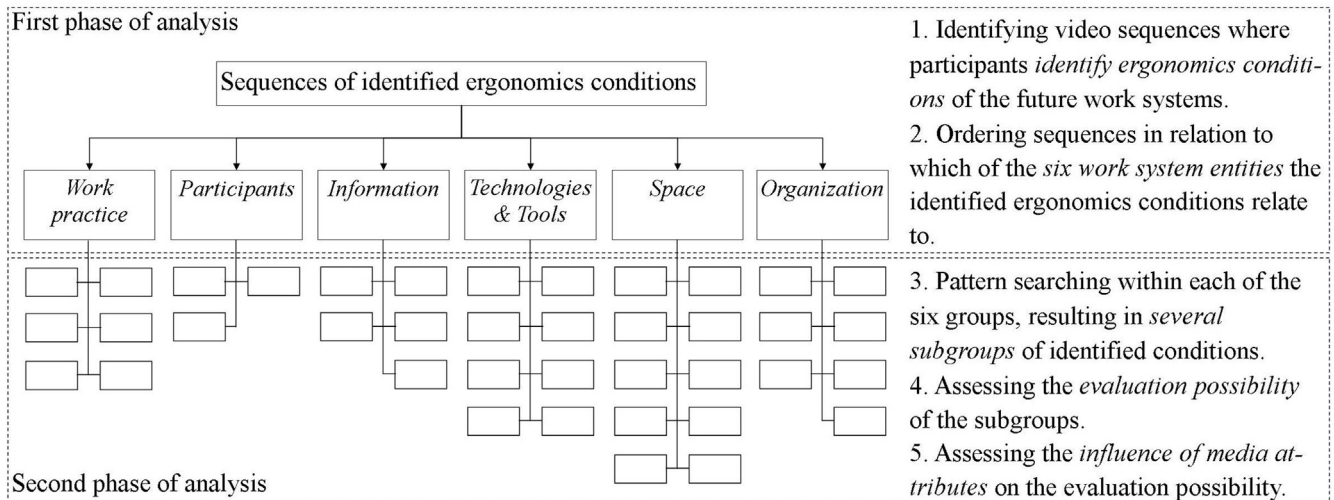 First phase of analysis
Sequences of identified ergonomics conditions
Work
practice
Participants
Information
Technologies
& Tools
Space
Organization
1. Identifying video sequences where
participants identify ergonomics conditi-
ons of the future work systems.
2. Ordering sequences in relation to
which of the six work system entities the
identified ergonomics conditions relate
to.
3. Pattern searching within each of the
six groups, resulting in several
subgroups of identified conditions.
4. Assessing the evaluation possibility
of the subgroups.
5. Assessing the influence of media at-
tributes on the evaluation possibility.
Second phase of analysis